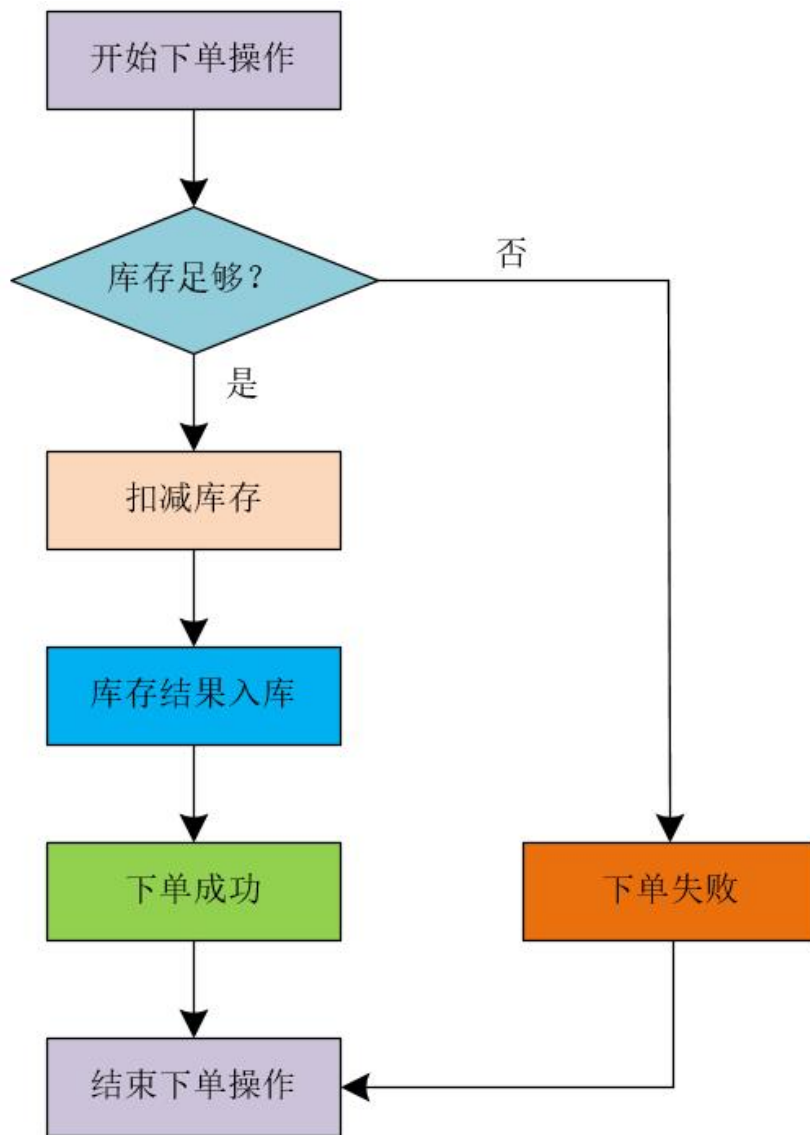 开始下单操作
库存足够？
否
是
扣减库存
库存结果入库
下单成功
下单失败
结束下单操作